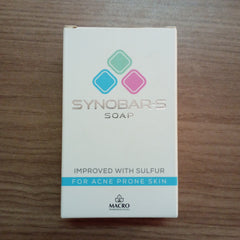 SYNOBAR-S
SOAP
IMPROVED WITH SULFUR
FOR ACNE PRONE SKIN
MACRO